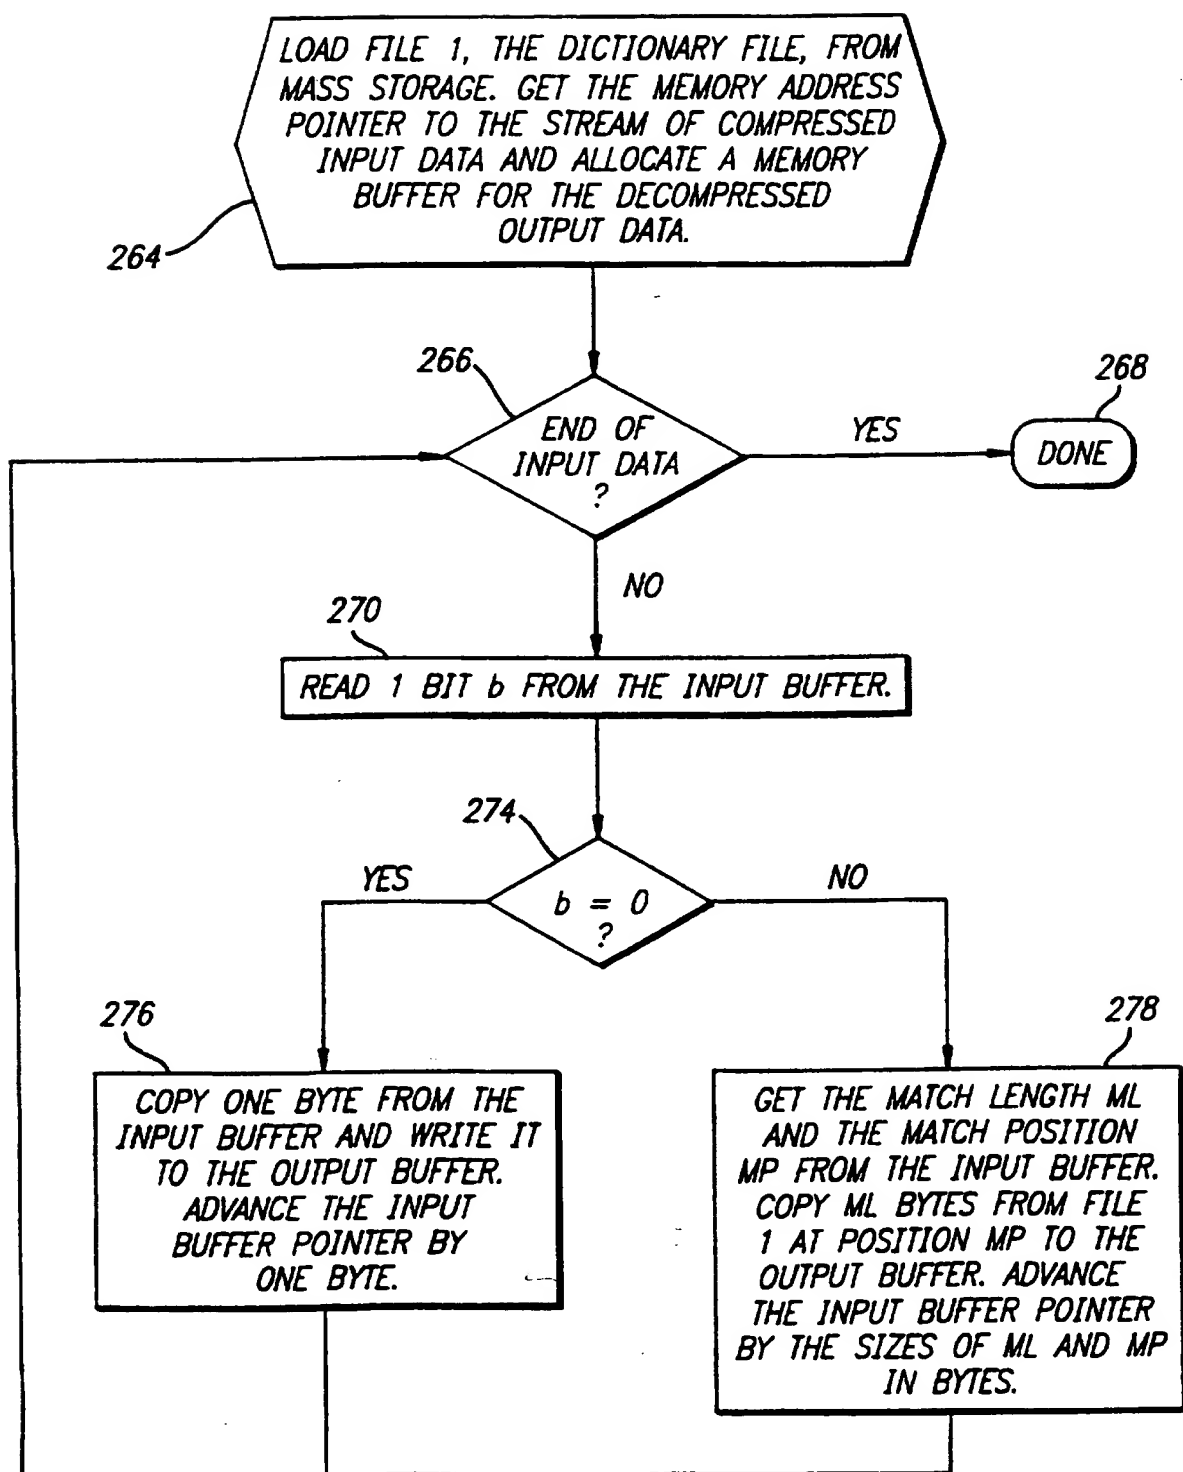 LOAD FILE 1, THE DICTIONARY FILE, FROM
MASS STORAGE. GET THE MEMORY ADDRESS
POINTER TO THE STREAM OF COMPRESSED
INPUT DATA AND ALLOCATE A MEMORY
BUFFER FOR THE DECOMPRESSED
OUTPUT DATA.
264
266
END OF
INPUT DATA
?
YES
268
DONE
NO
270
READ 1 BIT b FROM THE INPUT BUFFER.
274
YES
b = 0
?
NO
276
COPY ONE BYTE FROM THE
INPUT BUFFER AND WRITE IT
TO THE OUTPUT BUFFER.
ADVANCE THE INPUT
BUFFER POINTER BY
ONE BYTE.
278
GET THE MATCH LENGTH ML
AND THE MATCH POSITION
MP FROM THE INPUT BUFFER.
COPY ML BYTES FROM FILE
1 AT POSITION MP TO THE
OUTPUT BUFFER. ADVANCE
THE INPUT BUFFER POINTER
BY THE SIZES OF ML AND MP
IN BYTES.